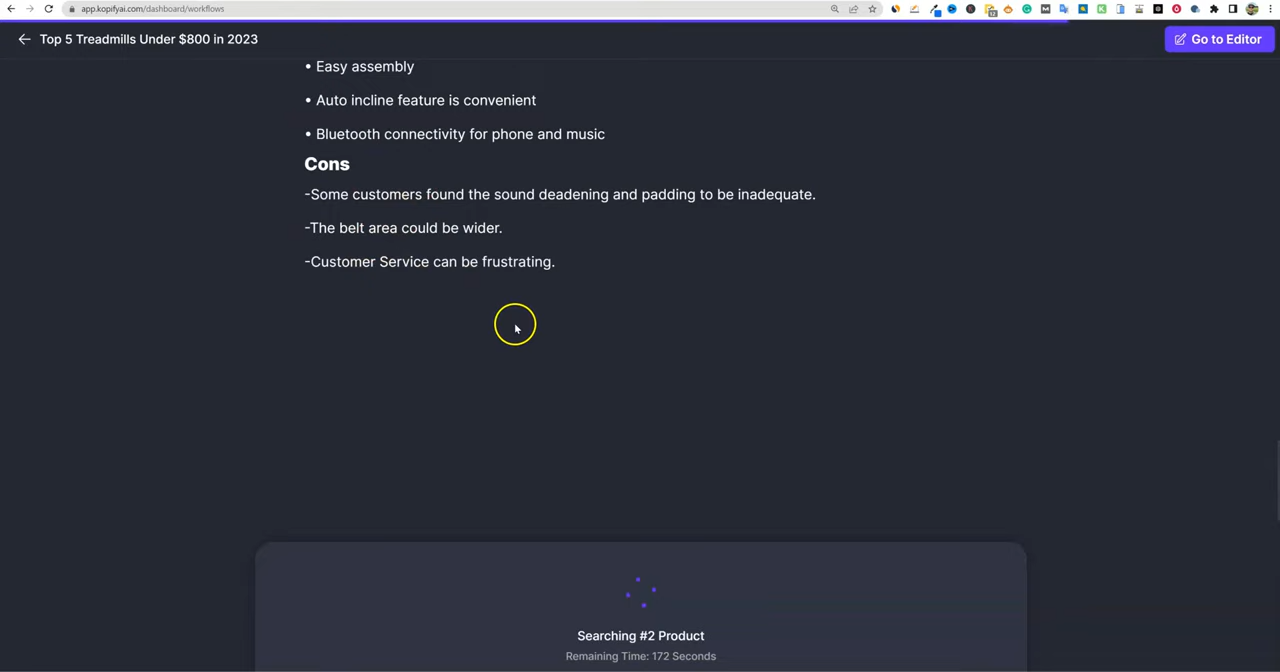 app.kopifyai.com/dashboard/workflows
Top 5 Treadmills Under $800 in 2023
Go to Editor
• Easy assembly
• Auto incline feature is convenient
• Bluetooth connectivity for phone and music
Cons
-Some customers found the sound deadening and padding to be inadequate.
-The belt area could be wider.
-Customer Service can be frustrating.
Searching #2 Product
Remaining Time: 172 Seconds